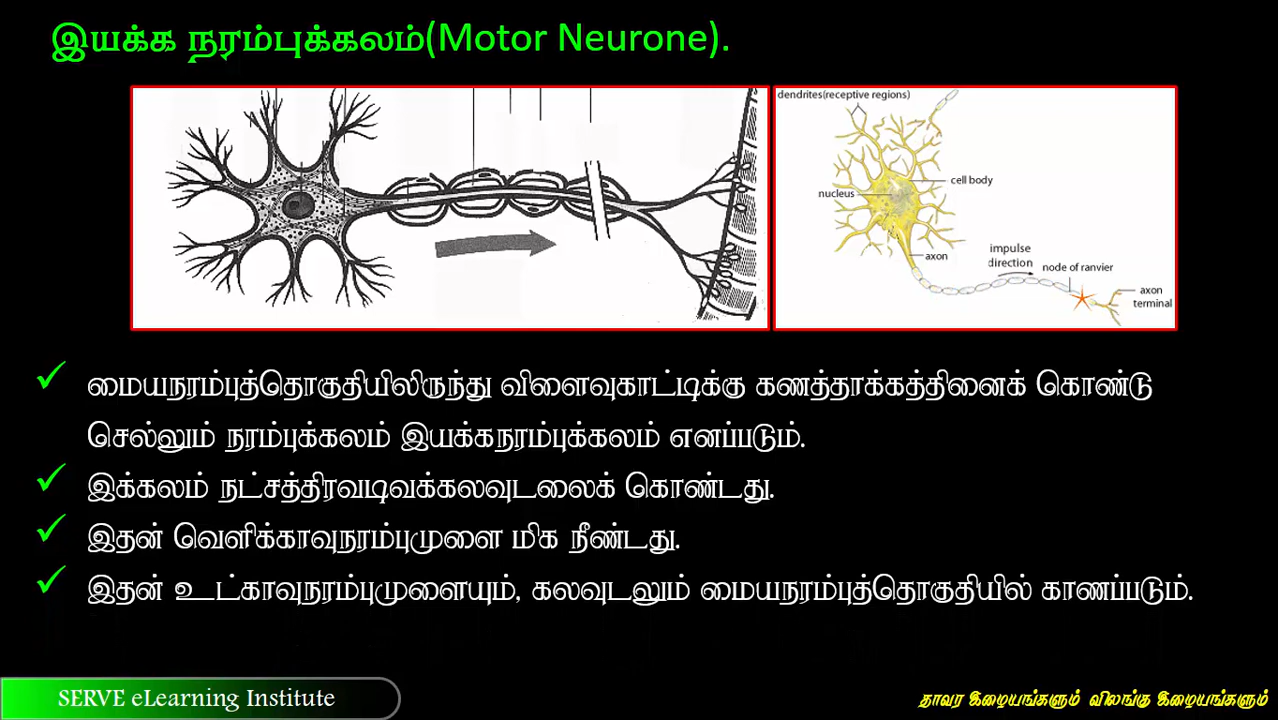 இயக்க நரம்புக்கலம்(Motor Neurone).
dendrites(receptive regions)
cell body
nucleus
axon
impulse
direction
node of ranvier
axon
terminal
✓ மையநரம்புத்தொகுதியிலிருந்து விளைவுகாட்டிக்கு கணத்தாக்கத்தினைக் கொண்டு
செல்லும் நரம்புக்கலம் இயக்கநரம்புக்கலம் எனப்படும்.
✓ இக்கலம் நட்சத்திரவடிவக்கலவுடலைக் கொண்டது.
✓ இதன் வெளிக்காவுநரம்புமுளை மிக நீண்டது.
✓ இதன் உட்காவுநரம்புமுளையும், கலவுடலும் மையநரம்புத்தொகுதியில் காணப்படும்.
SERVE eLearning Institute
தாவர இழையங்களும் விலங்கு இழையங்களும்